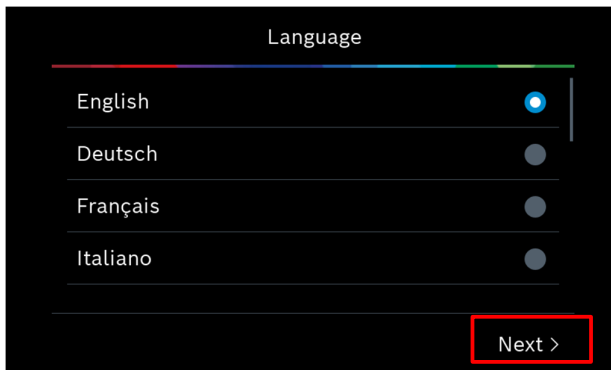 Language
English
Deutsch
Français
Italiano
Next >